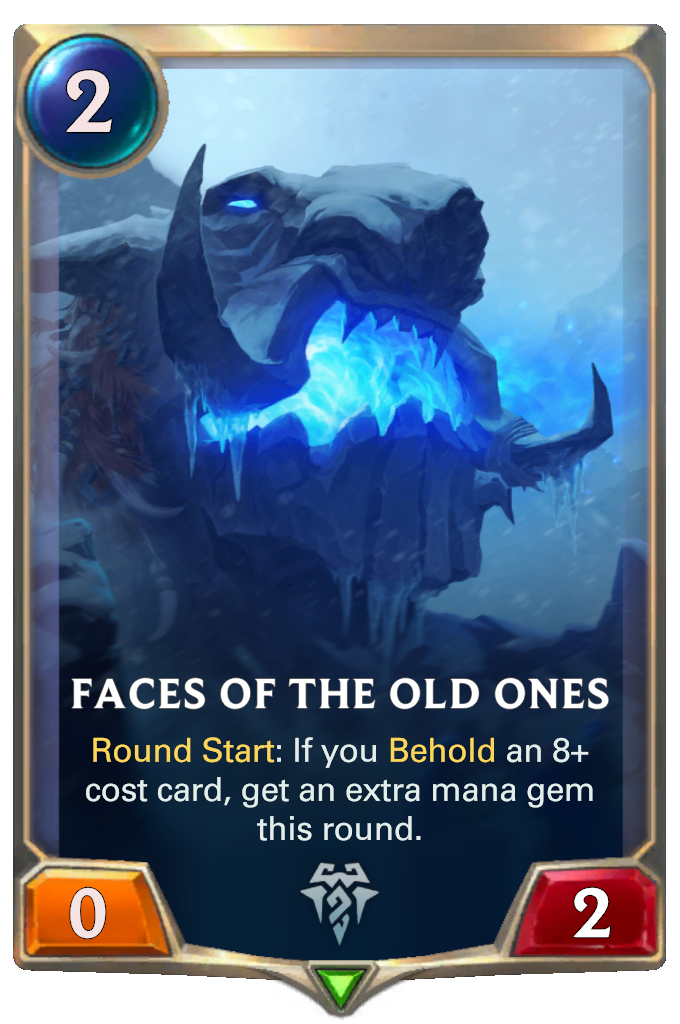 2
FACES OF THE OLD ONES
Round Start: If you Behold an 8+
cost card, get an extra mana gem
this round.
0
2